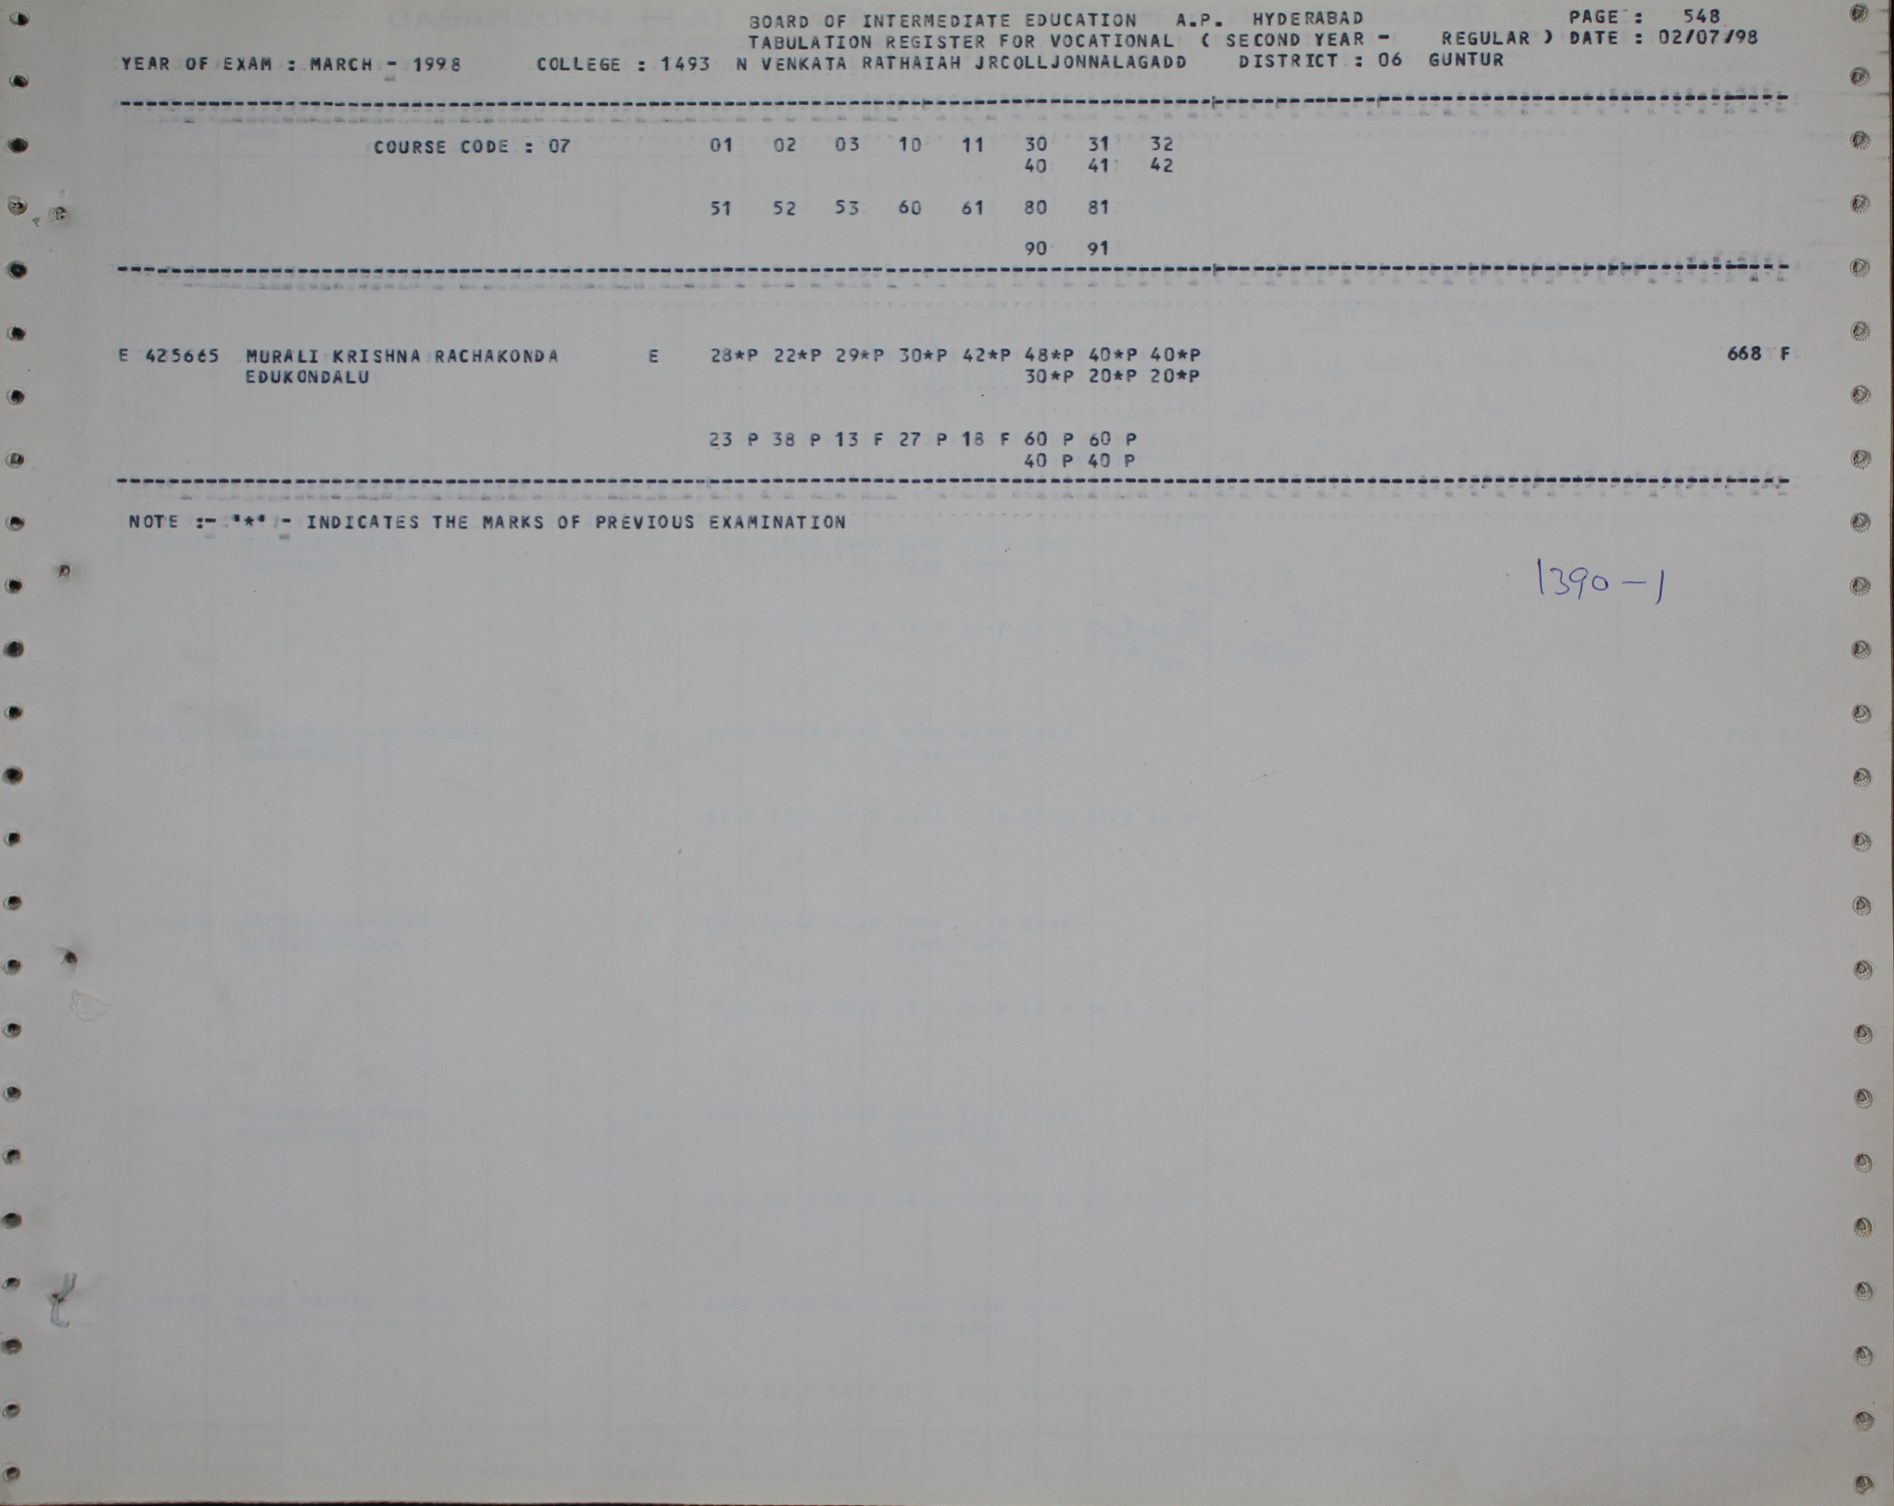 BOARD OF INTERMEDIATE EDUCATION A.P. HYDERABAD PAGE : 548
TABULATION REGISTER FOR VOCATIONAL ( SECOND YEAR - REGULAR ) DATE : 02/07/98
YEAR OF EXAM : MARCH - 1998 COLLEGE : 1493 N VENKATA RATHAIAH JRCOLLJONNALAGADD DISTRICT : 06 GUNTUR
COURSE CODE : 07 01 02 03 10 11 30 31 32
40 41 42
51 52 53 60 61 80 81
90 91
E 425665 MURALI KRISHNA RACHAKONDA E 28*P 22*P 29*P 30*P 42*P 48*P 40*P 40*P 668 F
EDUKONDALU 30*P 20*P 20*P
23 P 38 P 13 F 27 P 18 F 60 P 60 P
40 P 40 P
NOTE :- '*' - INDICATES THE MARKS OF PREVIOUS EXAMINATION
1390-1